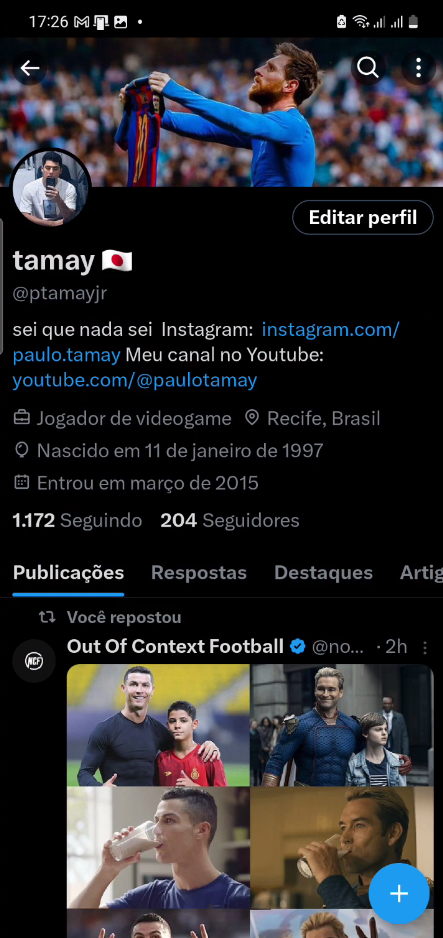 17:26
Editar perfil
tamay 🇯🇵
@ptamayjr
sei que nada sei Instagram: instagram.com/
paulo.tamay Meu canal no Youtube:
youtube.com/@paulotamay
Jogador de videogame Recife, Brasil
Nascido em 11 de janeiro de 1997
Entrou em março de 2015
1.172 Seguindo 204 Seguidores
Publicações Respostas Destaques Artig
Você repostou
Out Of Context Football @no... · 2h
NCF